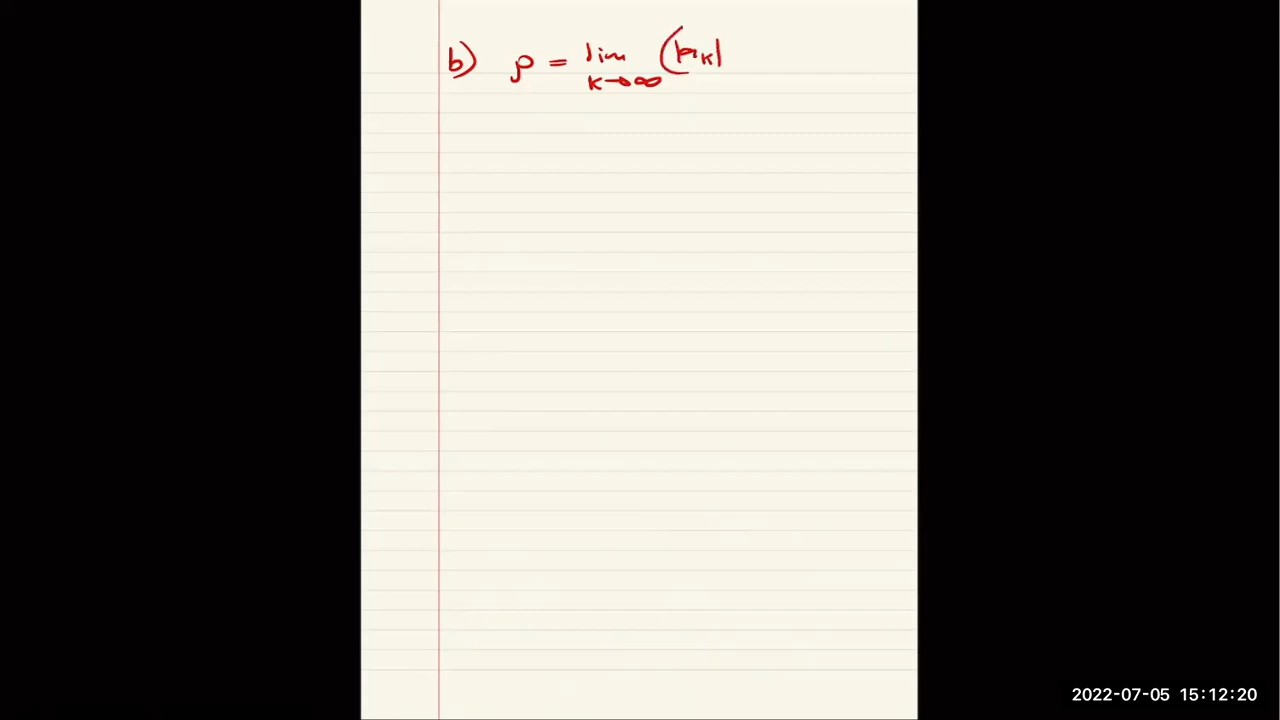 b) ρ = lim (|a_k|
k→∞
2022-07-05 15:12:20